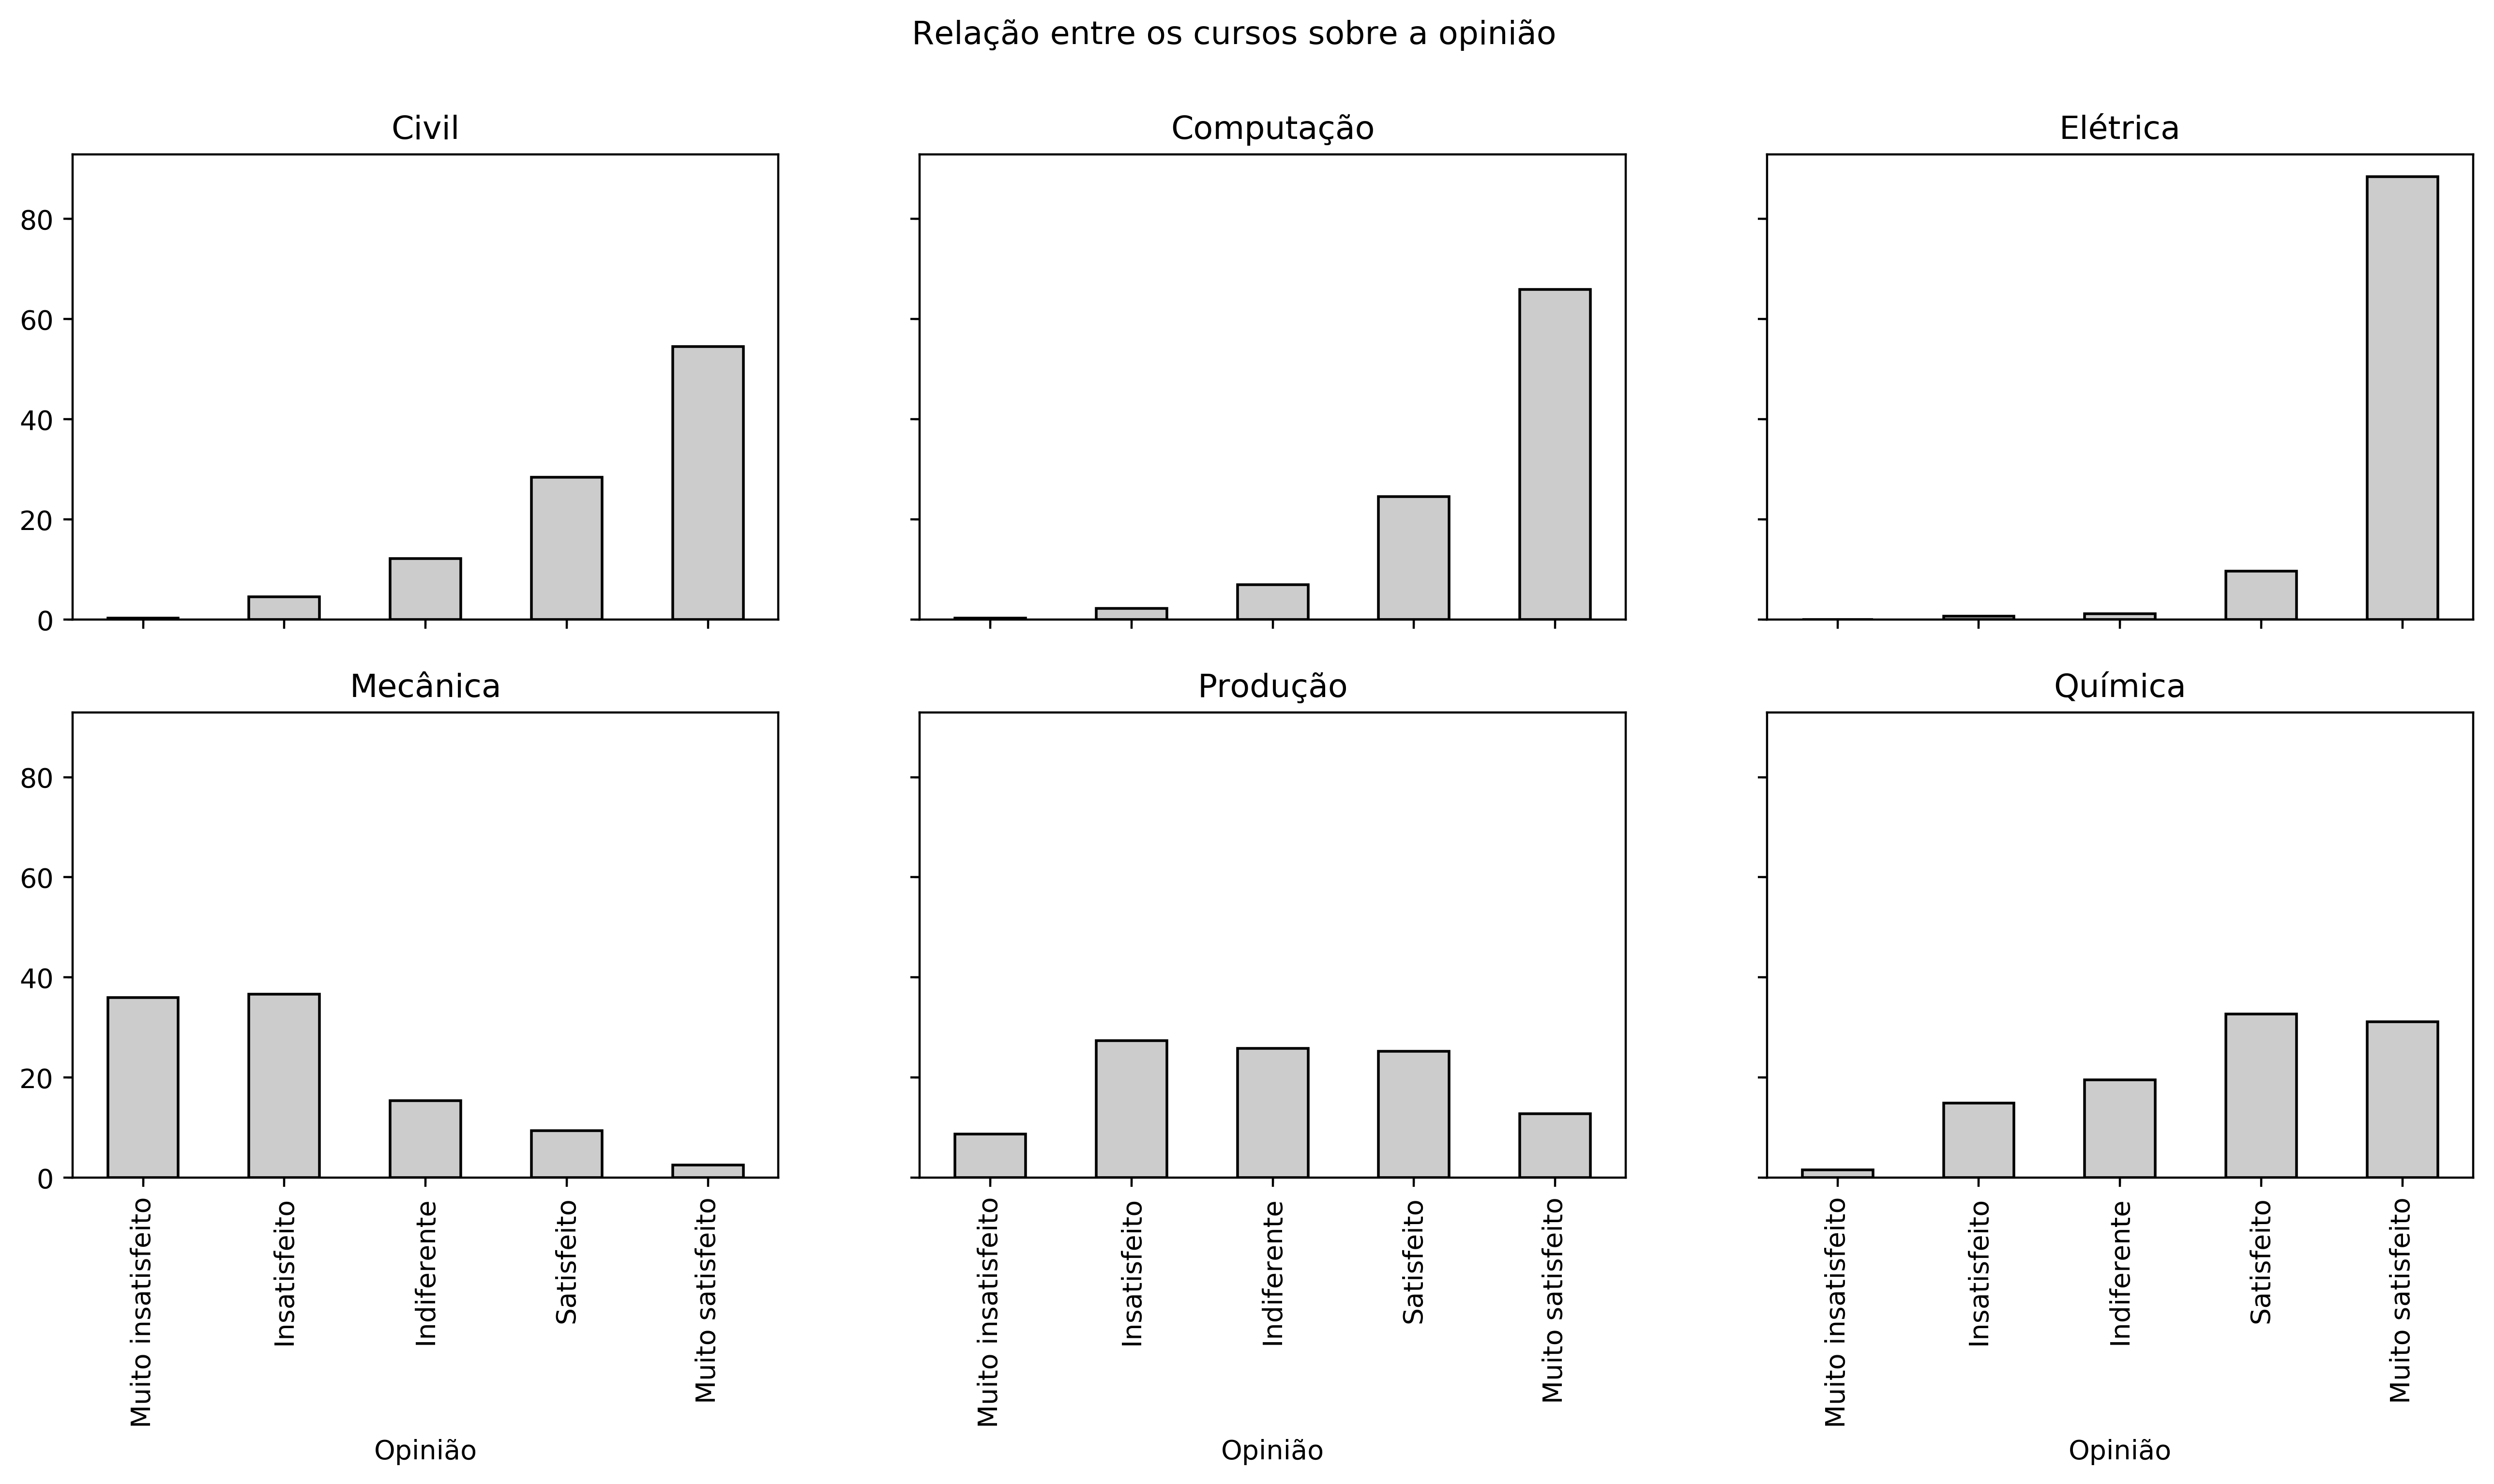 Relação entre os cursos sobre a opinião
Civil
Computação
Elétrica
80
60
40
20
0
Mecânica
Produção
Química
80
60
40
20
0
Muito insatisfeito
Insatisfeito
Indiferente
Satisfeito
Muito satisfeito
Muito insatisfeito
Insatisfeito
Indiferente
Satisfeito
Muito satisfeito
Muito insatisfeito
Insatisfeito
Indiferente
Satisfeito
Muito satisfeito
Opinião
Opinião
Opinião